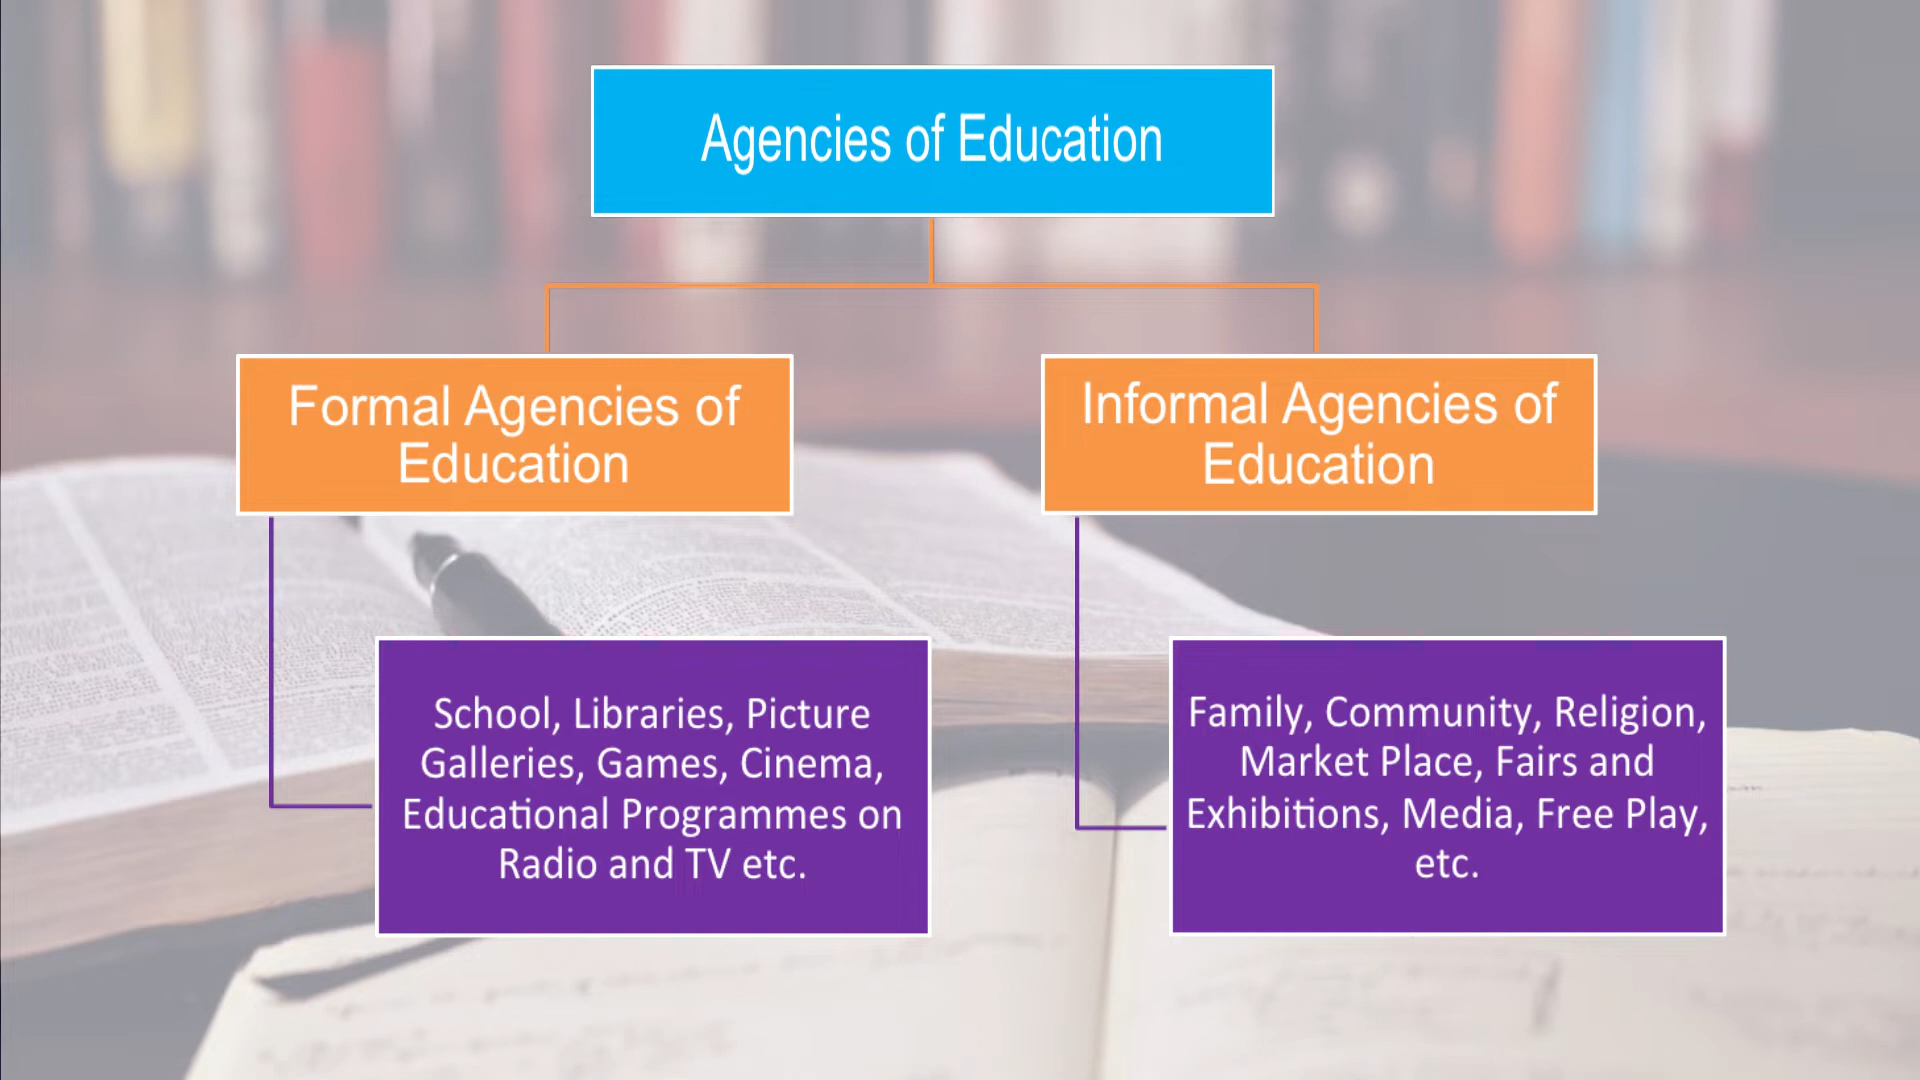 Agencies of Education
Formal Agencies of
Education
Informal Agencies of
Education
School, Libraries, Picture
Galleries, Games, Cinema,
Educational Programmes on
Radio and TV etc.
Family, Community, Religion,
Market Place, Fairs and
Exhibitions, Media, Free Play,
etc.